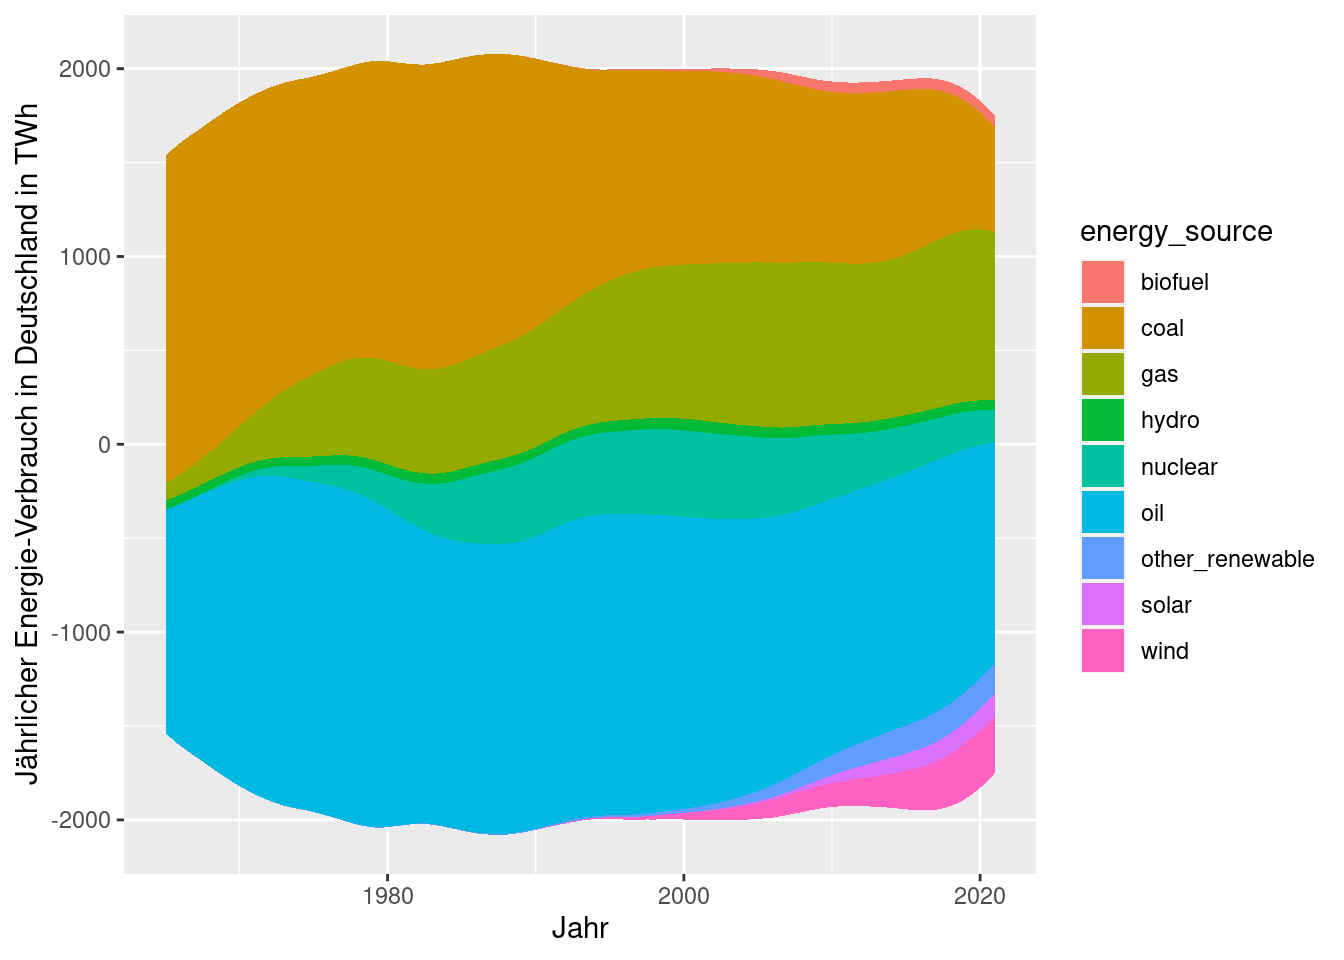 Jährlicher Energie-Verbrauch in Deutschland in TWh
2000
1000
0
-1000
-2000
1980
2000
2020
Jahr
energy_source
biofuel
coal
gas
hydro
nuclear
oil
other_renewable
solar
wind